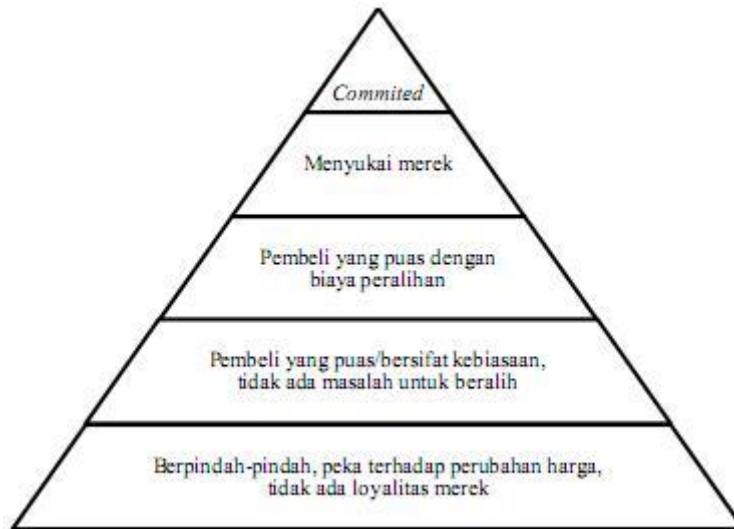 Commited
Menyukai merek
Pembeli yang puas dengan
biaya peralihan
Pembeli yang puas/bersifat kebiasaan,
tidak ada masalah untuk beralih
Berpindah-pindah, peka terhadap perubahan harga,
tidak ada loyalitas merek